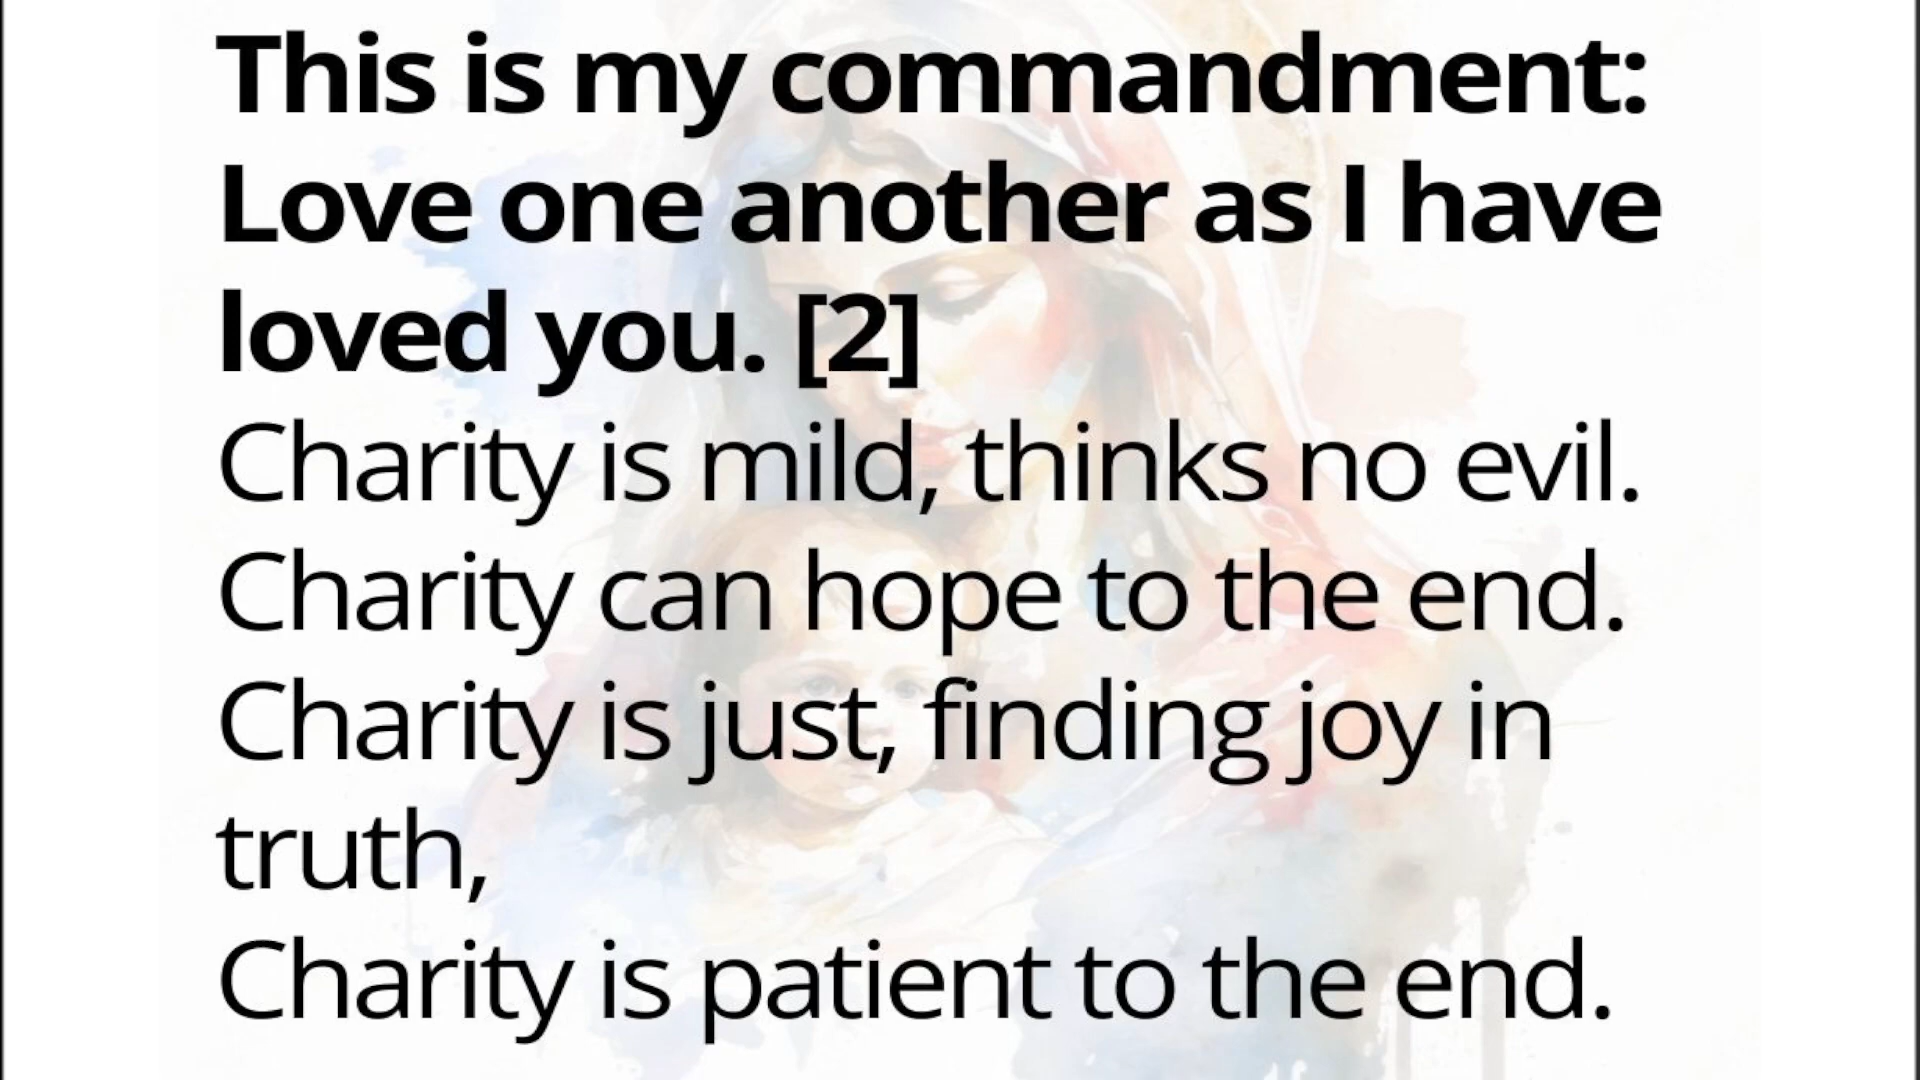 This is my commandment:
Love one another as I have
loved you. [2]
Charity is mild, thinks no evil.
Charity can hope to the end.
Charity is just, finding joy in
truth,
Charity is patient to the end.